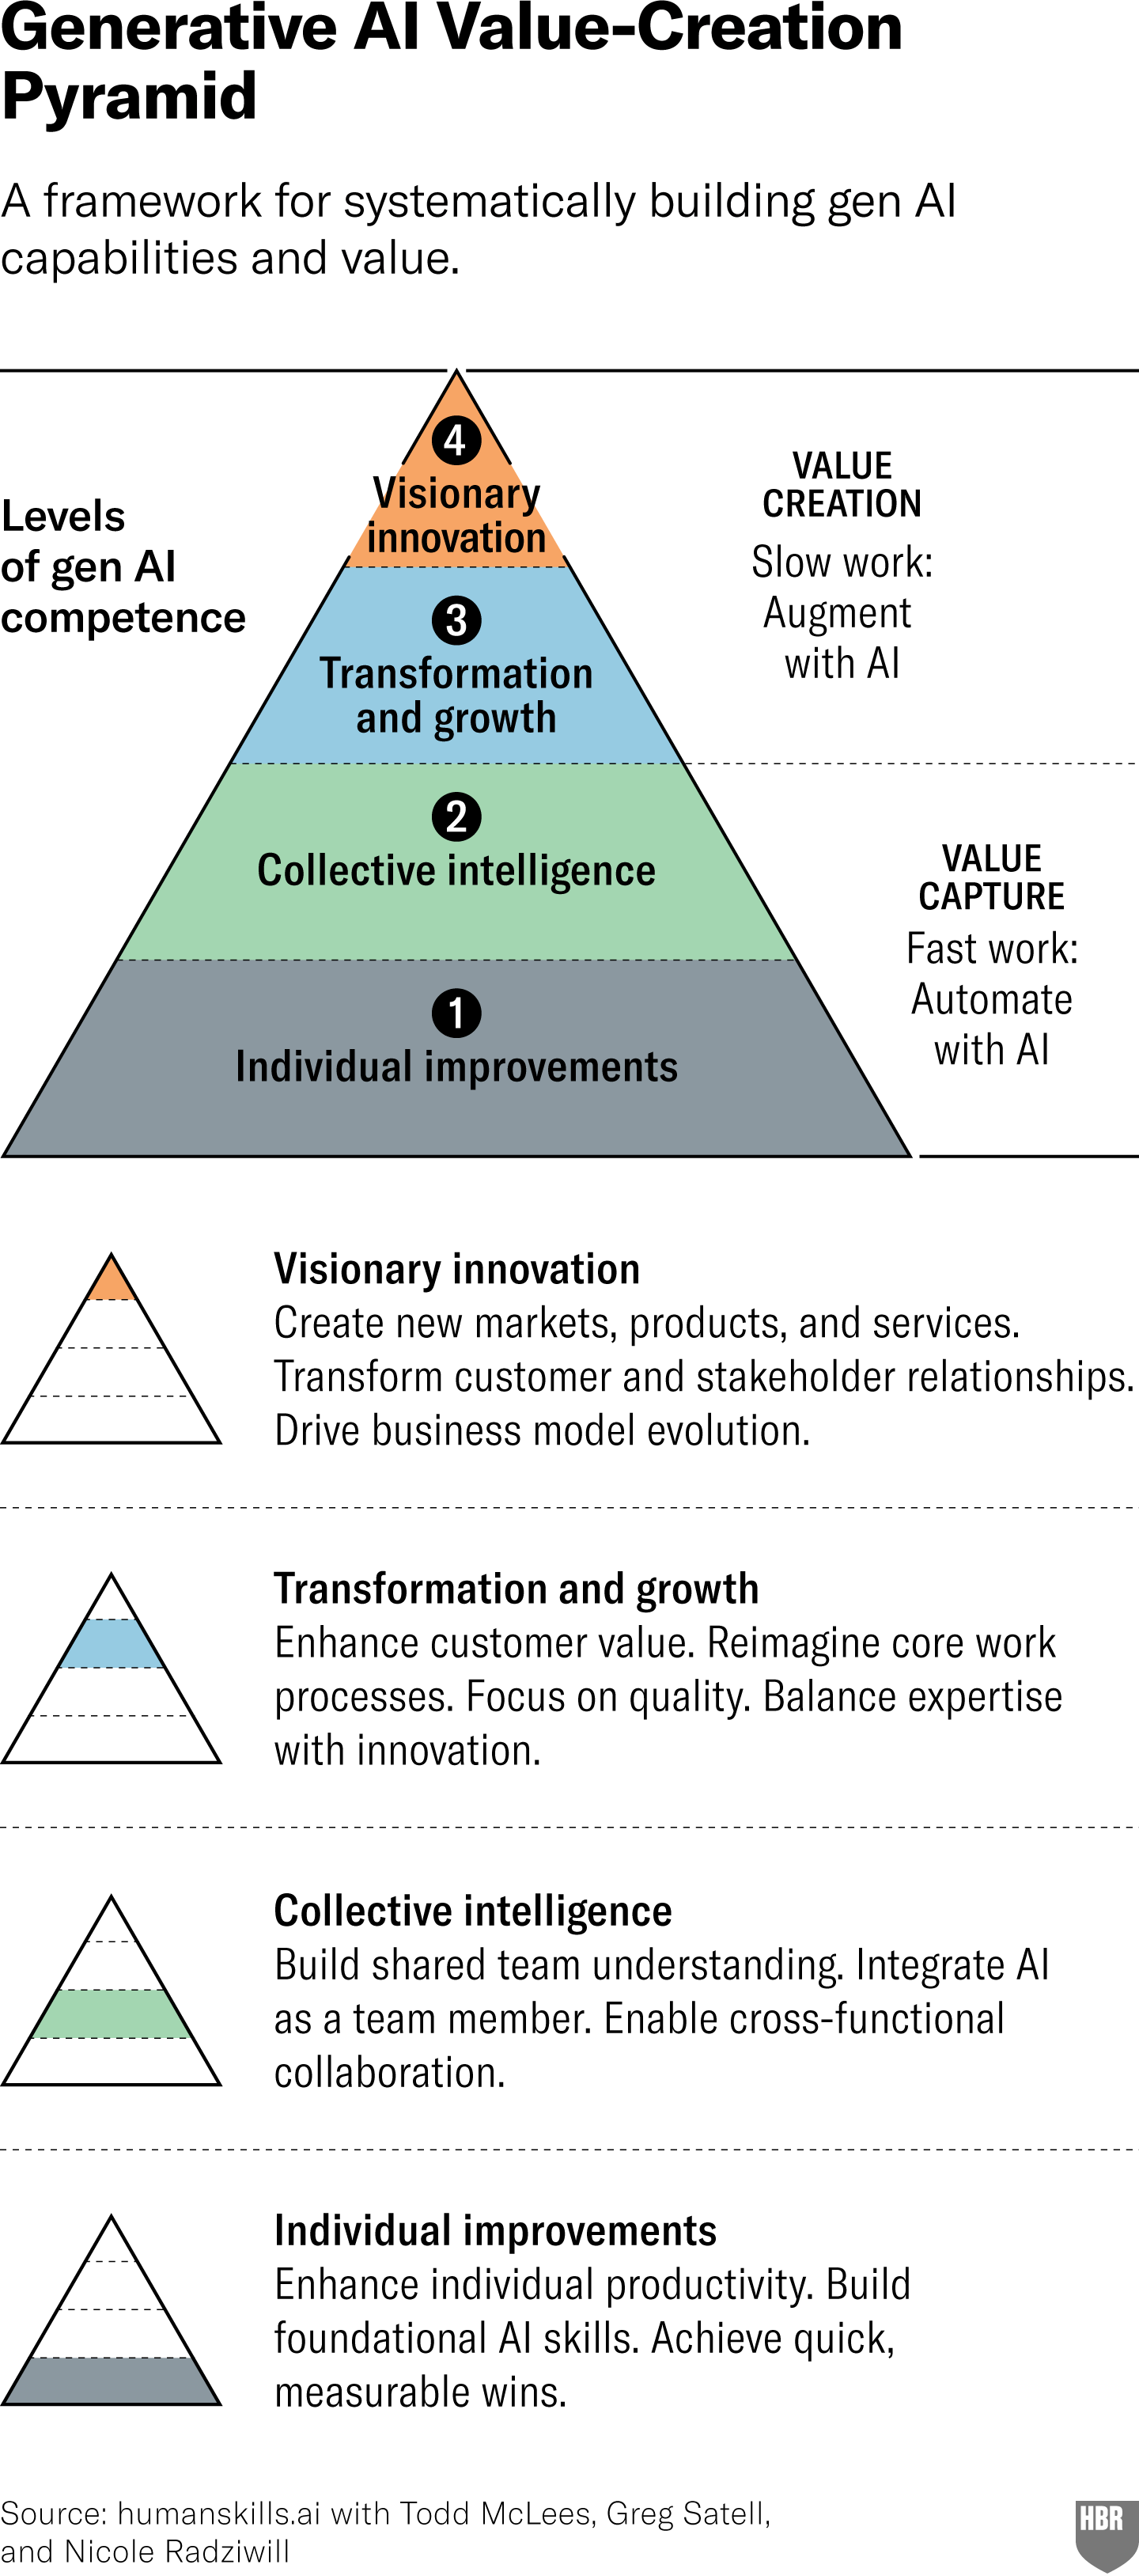 Generative AI Value-Creation
Pyramid
A framework for systematically building gen AI
capabilities and value.
Levels
of gen AI
competence
4
Visionary
innovation
3
Transformation
and growth
2
Collective intelligence
1
Individual improvements
VALUE
CREATION
Slow work:
Augment
with AI
VALUE
CAPTURE
Fast work:
Automate
with AI
Visionary innovation
Create new markets, products, and services.
Transform customer and stakeholder relationships.
Drive business model evolution.
Transformation and growth
Enhance customer value. Reimagine core work
processes. Focus on quality. Balance expertise
with innovation.
Collective intelligence
Build shared team understanding. Integrate AI
as a team member. Enable cross-functional
collaboration.
Individual improvements
Enhance individual productivity. Build
foundational AI skills. Achieve quick,
measurable wins.
Source: humanskills.ai with Todd McLees, Greg Satell,
and Nicole Radziwill
HBR